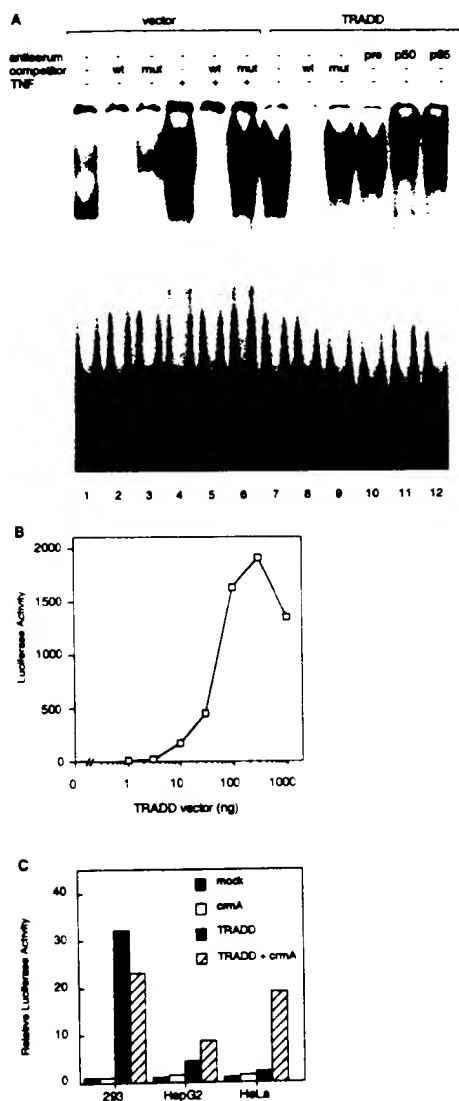 A
vector TRADD
antiserum - - - - - - - - - pre p50 p65
competitor - wt mut - wt mut - wt mut - - -
TNF - - - + + + - - - - - -
1 2 3 4 5 6 7 8 9 10 11 12
B
Luciferase Activity
2000
1500
1000
500
0
0 1 10 100 1000
TRADD vector (ng)
C
Relative Luciferase Activity
40
30
20
10
0
mock
crmA
TRADD
TRADD + crmA
293 HepG2 HeLa